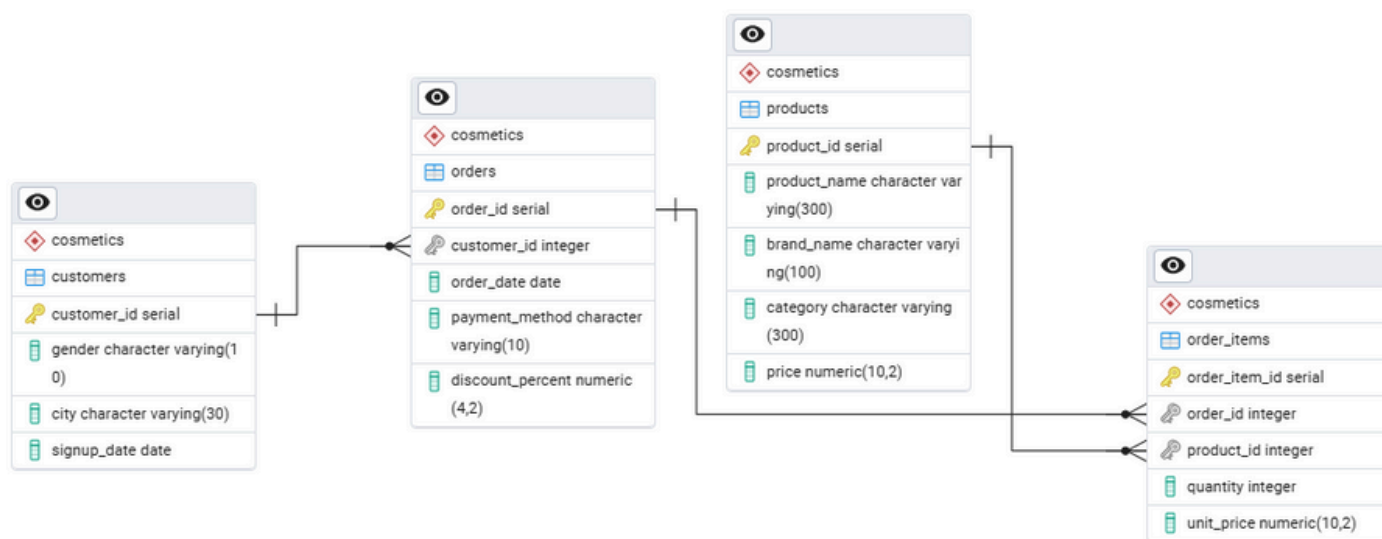 cosmetics
customers
customer_id serial
gender character varying(1
0)
city character varying(30)
signup_date date
cosmetics
orders
order_id serial
customer_id integer
order_date date
payment_method character
varying(10)
discount_percent numeric
(4,2)
cosmetics
products
product_id serial
product_name character var
ying(300)
brand_name character varyi
ng(100)
category character varying
(300)
price numeric(10,2)
cosmetics
order_items
order_item_id serial
order_id integer
product_id integer
quantity integer
unit_price numeric(10,2)